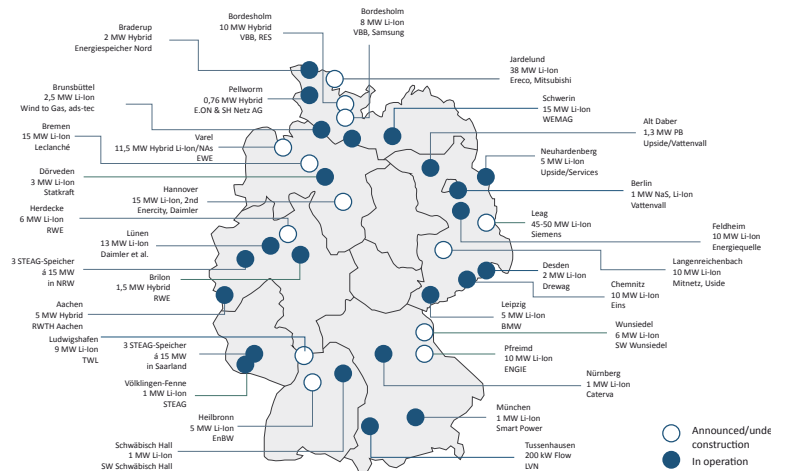 Bordesholm
8 MW Li-Ion
VBB, Samsung
Bordesholm
10 MW Hybrid
VBB, RES
Braderup
2 MW Hybrid
Energiespeicher Nord
Jardelund
38 MW Li-Ion
Ereco, Mitsubishi
Brunsbüttel
2,5 MW Li-Ion
Wind to Gas, ads-tec
Pellworm
0,76 MW Hybrid
E.ON & SH Netz AG
Schwerin
15 MW Li-Ion
WEMAG
Alt Daber
1,3 MW PB
Upside/Vattenvall
Bremen
15 MW Li-Ion
Leclanché
Varel
11,5 MW Hybrid Li-Ion/NAs
EWE
Neuhardenberg
5 MW Li-Ion
Upside/Services
Dörveden
3 MW Li-Ion
Statkraft
Hannover
15 MW Li-Ion, 2nd
Enercity, Daimler
Berlin
1 MW NaS, Li-Ion
Vattenvall
Herdecke
6 MW Li-Ion
RWE
Leag
45-50 MW Li-Ion
Siemens
Feldheim
10 MW Li-Ion
Energiequelle
Lünen
13 MW Li-Ion
Daimler et al.
3 STEAG-Speicher
á 15 MW
in NRW
Brilon
1,5 MW Hybrid
RWE
Desden
2 MW Li-Ion
Drewag
Langenreichenbach
10 MW Li-Ion
Mitnetz, Uside
Chemnitz
10 MW Li-Ion
Eins
Aachen
5 MW Hybrid
RWTH Aachen
Leipzig
5 MW Li-Ion
BMW
Wunsiedel
6 MW Li-Ion
SW Wunsiedel
Ludwigshafen
9 MW Li-Ion
TWL
3 STEAG-Speicher
á 15 MW
in Saarland
Pfreimd
10 MW Li-Ion
ENGIE
Völklingen-Fenne
1 MW Li-Ion
STEAG
Nürnberg
1 MW Li-Ion
Caterva
Heilbronn
5 MW Li-Ion
EnBW
München
1 MW Li-Ion
Smart Power
Schwäbisch Hall
1 MW Li-Ion
SW Schwäbisch Hall
Tussenhausen
200 kW Flow
LVN
Announced/unde
construction
In operation